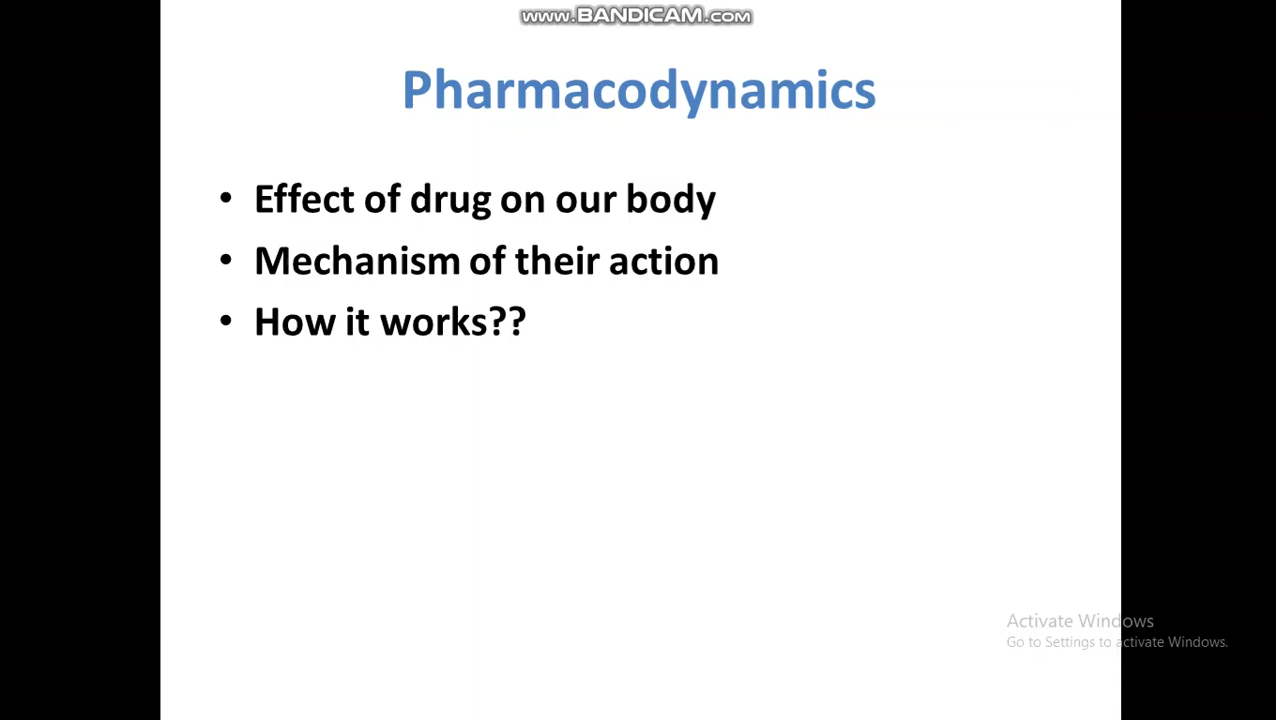 www.BANDICAM.com
Pharmacodynamics
• Effect of drug on our body
• Mechanism of their action
• How it works??
Activate Windows
Go to Settings to activate Windows.